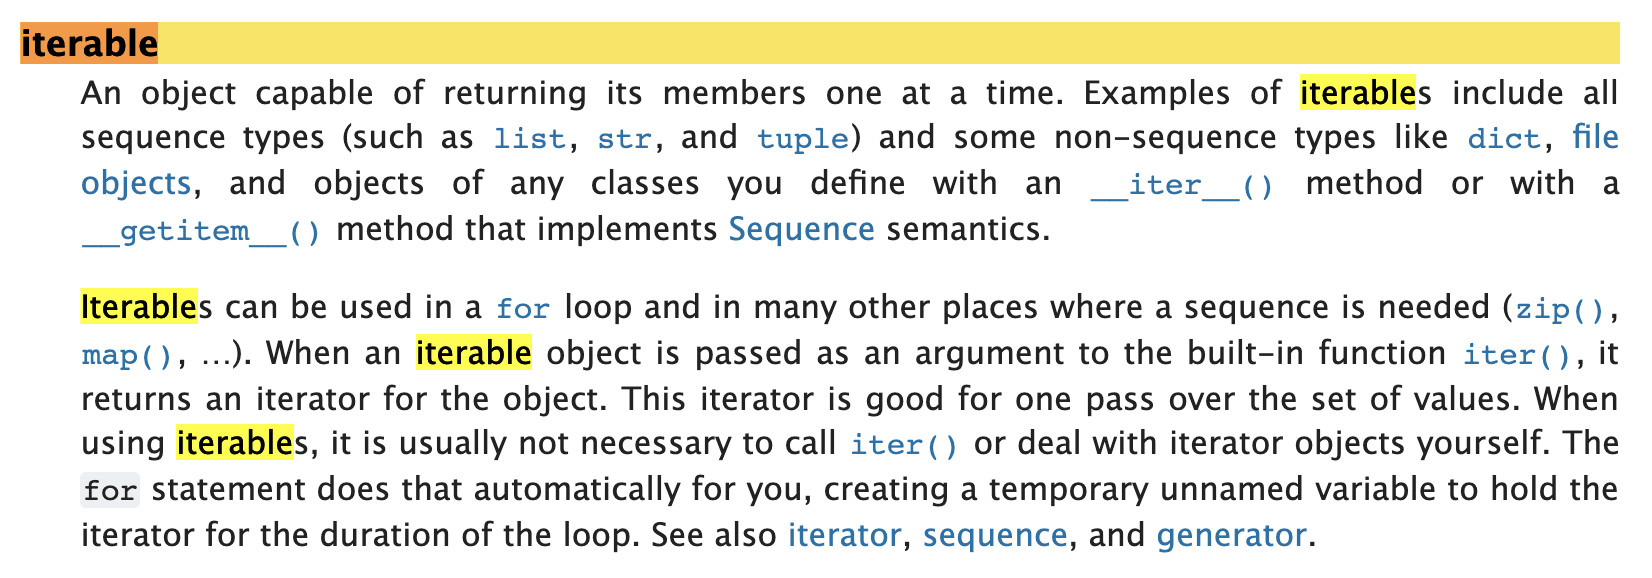 iterable
An object capable of returning its members one at a time. Examples of iterables include all
sequence types (such as list, str, and tuple) and some non-sequence types like dict, file
objects, and objects of any classes you define with an __iter__() method or with a
__getitem__() method that implements Sequence semantics.
Iterables can be used in a for loop and in many other places where a sequence is needed (zip(),
map(), …). When an iterable object is passed as an argument to the built-in function iter(), it
returns an iterator for the object. This iterator is good for one pass over the set of values. When
using iterables, it is usually not necessary to call iter() or deal with iterator objects yourself. The
for statement does that automatically for you, creating a temporary unnamed variable to hold the
iterator for the duration of the loop. See also iterator, sequence, and generator.